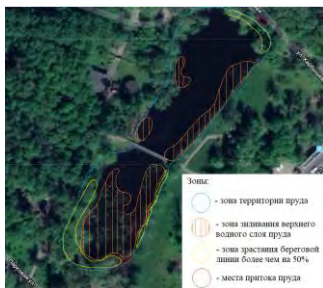 Зоны:
- зона территории пруда
- зона заиливания верхнего
водного слоя пруда
- зона зрастания береговой
линии более чем на 50%
- места притока пруда